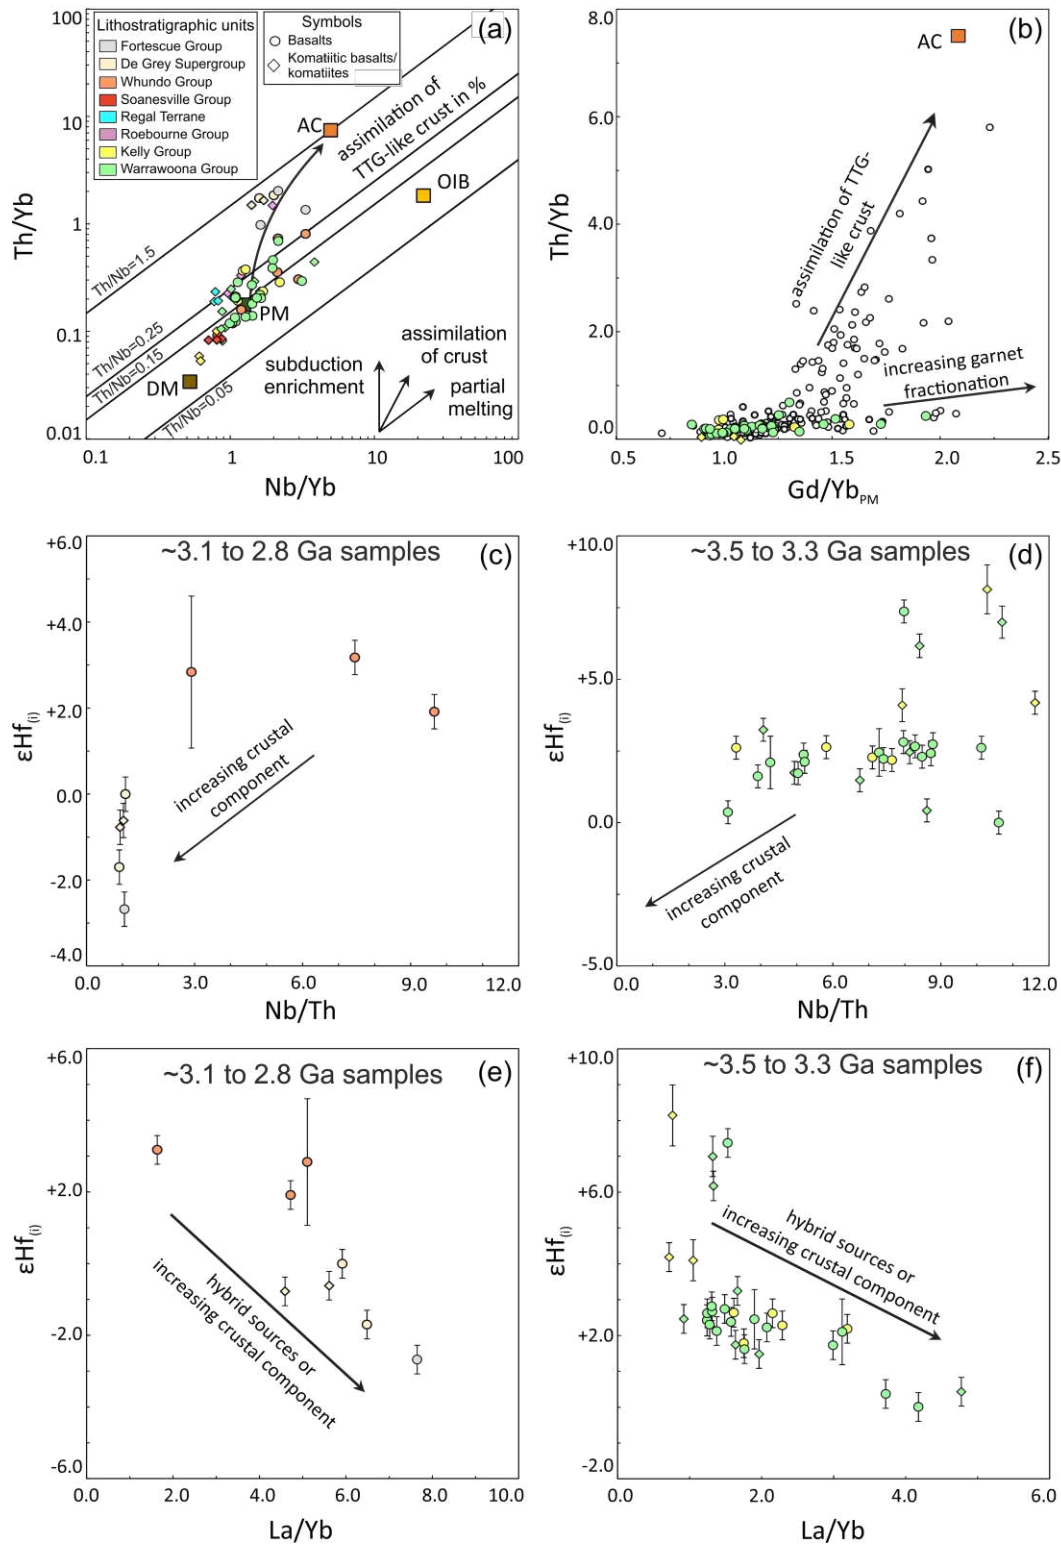 (a)
Lithostratigraphic units
Fortescue Group
De Grey Supergroup
Whundo Group
Soanesville Group
Regal Terrane
Roebourne Group
Kelly Group
Warrawoona Group
Symbols
Basalts
Komatiitic basalts/
komatiites
AC
assimilation of
TTG-like crust in %
OIB
Th/Nb=1.5
Th/Nb=0.25
Th/Nb=0.15
Th/Nb=0.05
PM
DM
subduction
enrichment
assimilation
of crust
partial
melting
100
10
1
0.1
0.01
Th/Yb
0.1
1
10
100
Nb/Yb
(b)
AC
assimilation of TTG-
like crust
increasing garnet
fractionation
8.0
6.0
4.0
2.0
0.0
Th/Yb
0.5
1.0
1.5
2.0
2.5
Gd/YbPM
~3.1 to 2.8 Ga samples
(c)
increasing crustal
component
+6.0
+4.0
+2.0
0.0
-2.0
-4.0
εHf(i)
0.0
3.0
6.0
9.0
12.0
Nb/Th
~3.5 to 3.3 Ga samples
(d)
increasing crustal
component
+10.0
+5.0
0.0
-5.0
εHf(i)
0.0
3.0
6.0
9.0
12.0
Nb/Th
~3.1 to 2.8 Ga samples
(e)
hybrid sources or
increasing crustal component
+6.0
+2.0
-2.0
-6.0
εHf(i)
0.0
2.0
4.0
6.0
8.0
10.0
La/Yb
~3.5 to 3.3 Ga samples
(f)
hybrid sources or
increasing crustal component
+10.0
+6.0
+2.0
-2.0
εHf(i)
0.0
2.0
4.0
6.0
La/Yb